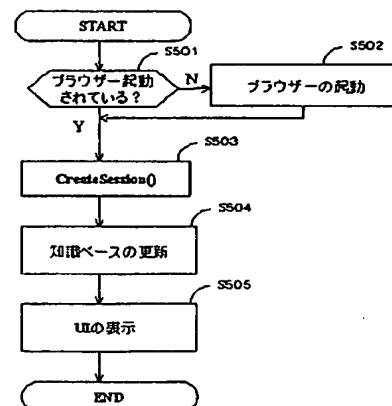 START
S501
ブラウザー起動
されている？
N
S502
ブラウザーの起動
Y
S503
CreateSession()
S504
知識ベースの更新
S505
UIの表示
END